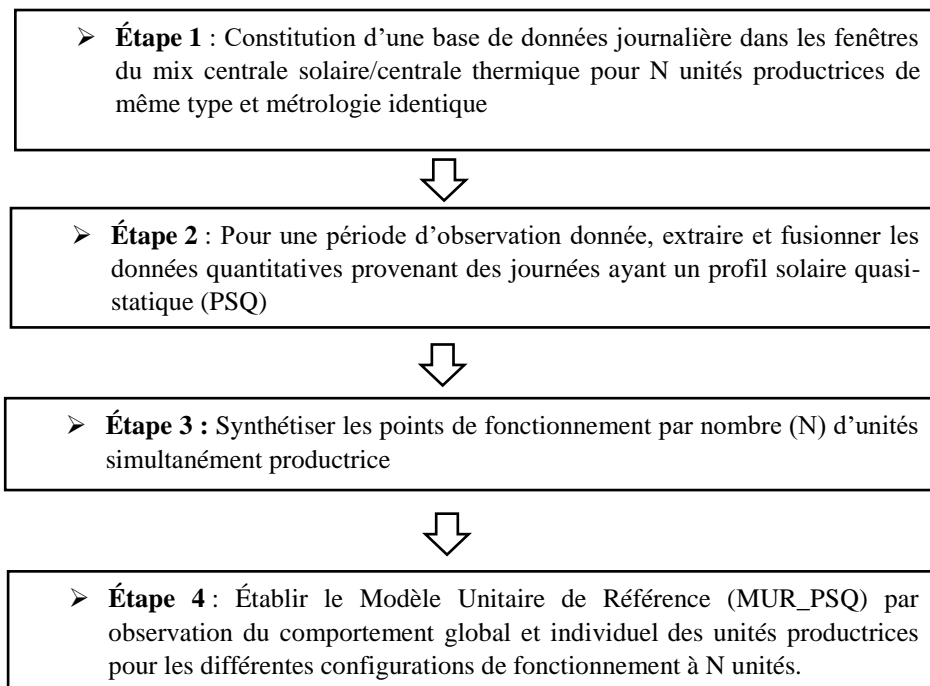 ➢ Étape 1 : Constitution d’une base de données journalière dans les fenêtres
du mix centrale solaire/centrale thermique pour N unités productrices de
même type et métrologie identique
➢ Étape 2 : Pour une période d’observation donnée, extraire et fusionner les
données quantitatives provenant des journées ayant un profil solaire quasi-
statique (PSQ)
➢ Étape 3 : Synthétiser les points de fonctionnement par nombre (N) d’unités
simultanément productrice
➢ Étape 4 : Établir le Modèle Unitaire de Référence (MUR_PSQ) par
observation du comportement global et individuel des unités productrices
pour les différentes configurations de fonctionnement à N unités.